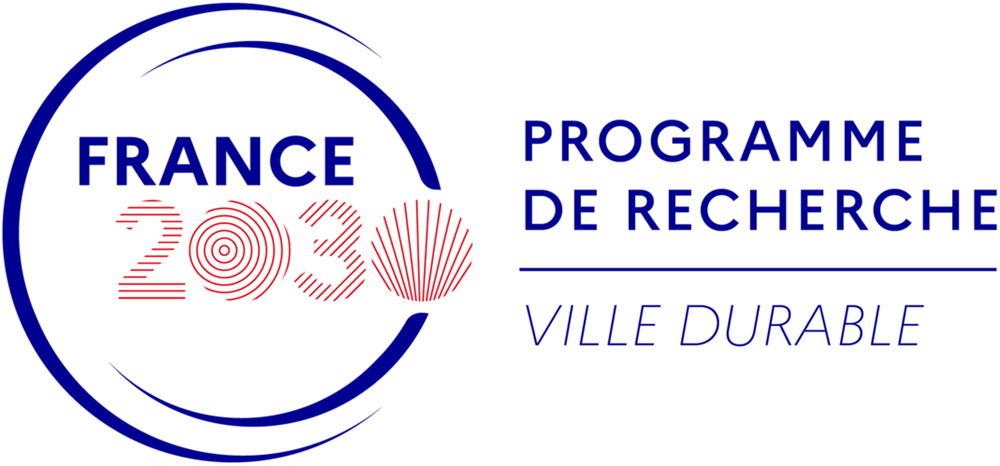 FRANCE
2030
PROGRAMME
DE RECHERCHE
VILLE DURABLE